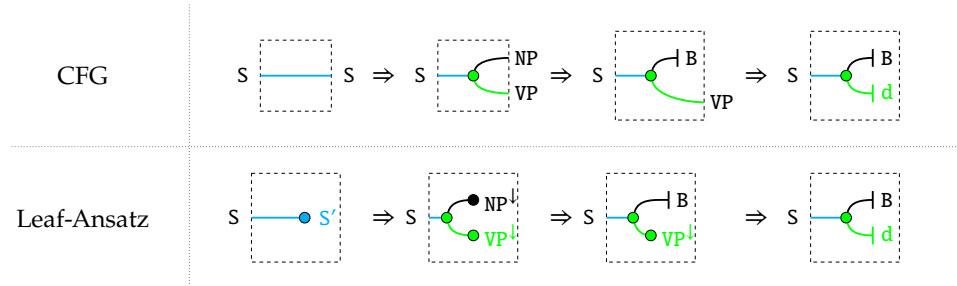 CFG S S ⇒ S NP VP ⇒ S B VP ⇒ S B d
Leaf-Ansatz S S′ ⇒ S NP↓ VP↓ ⇒ S B VP↓ ⇒ S B d